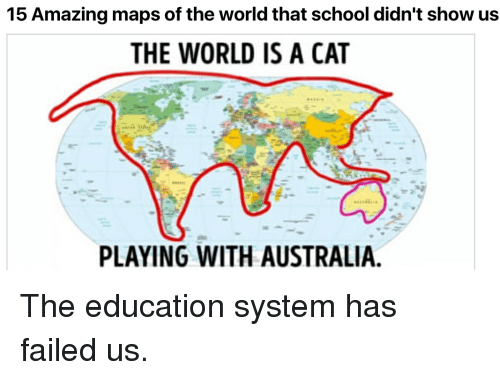 15 Amazing maps of the world that school didn't show us
THE WORLD IS A CAT
PLAYING WITH AUSTRALIA.
The education system has
failed us.